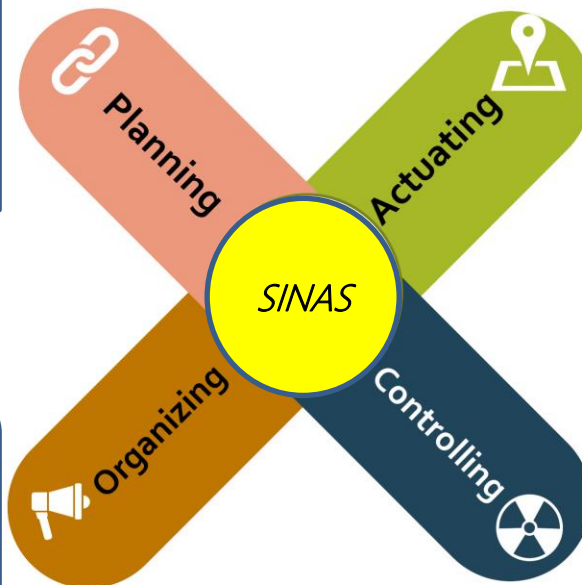 Planning
Actuating
SINAS
Organizing
Controlling